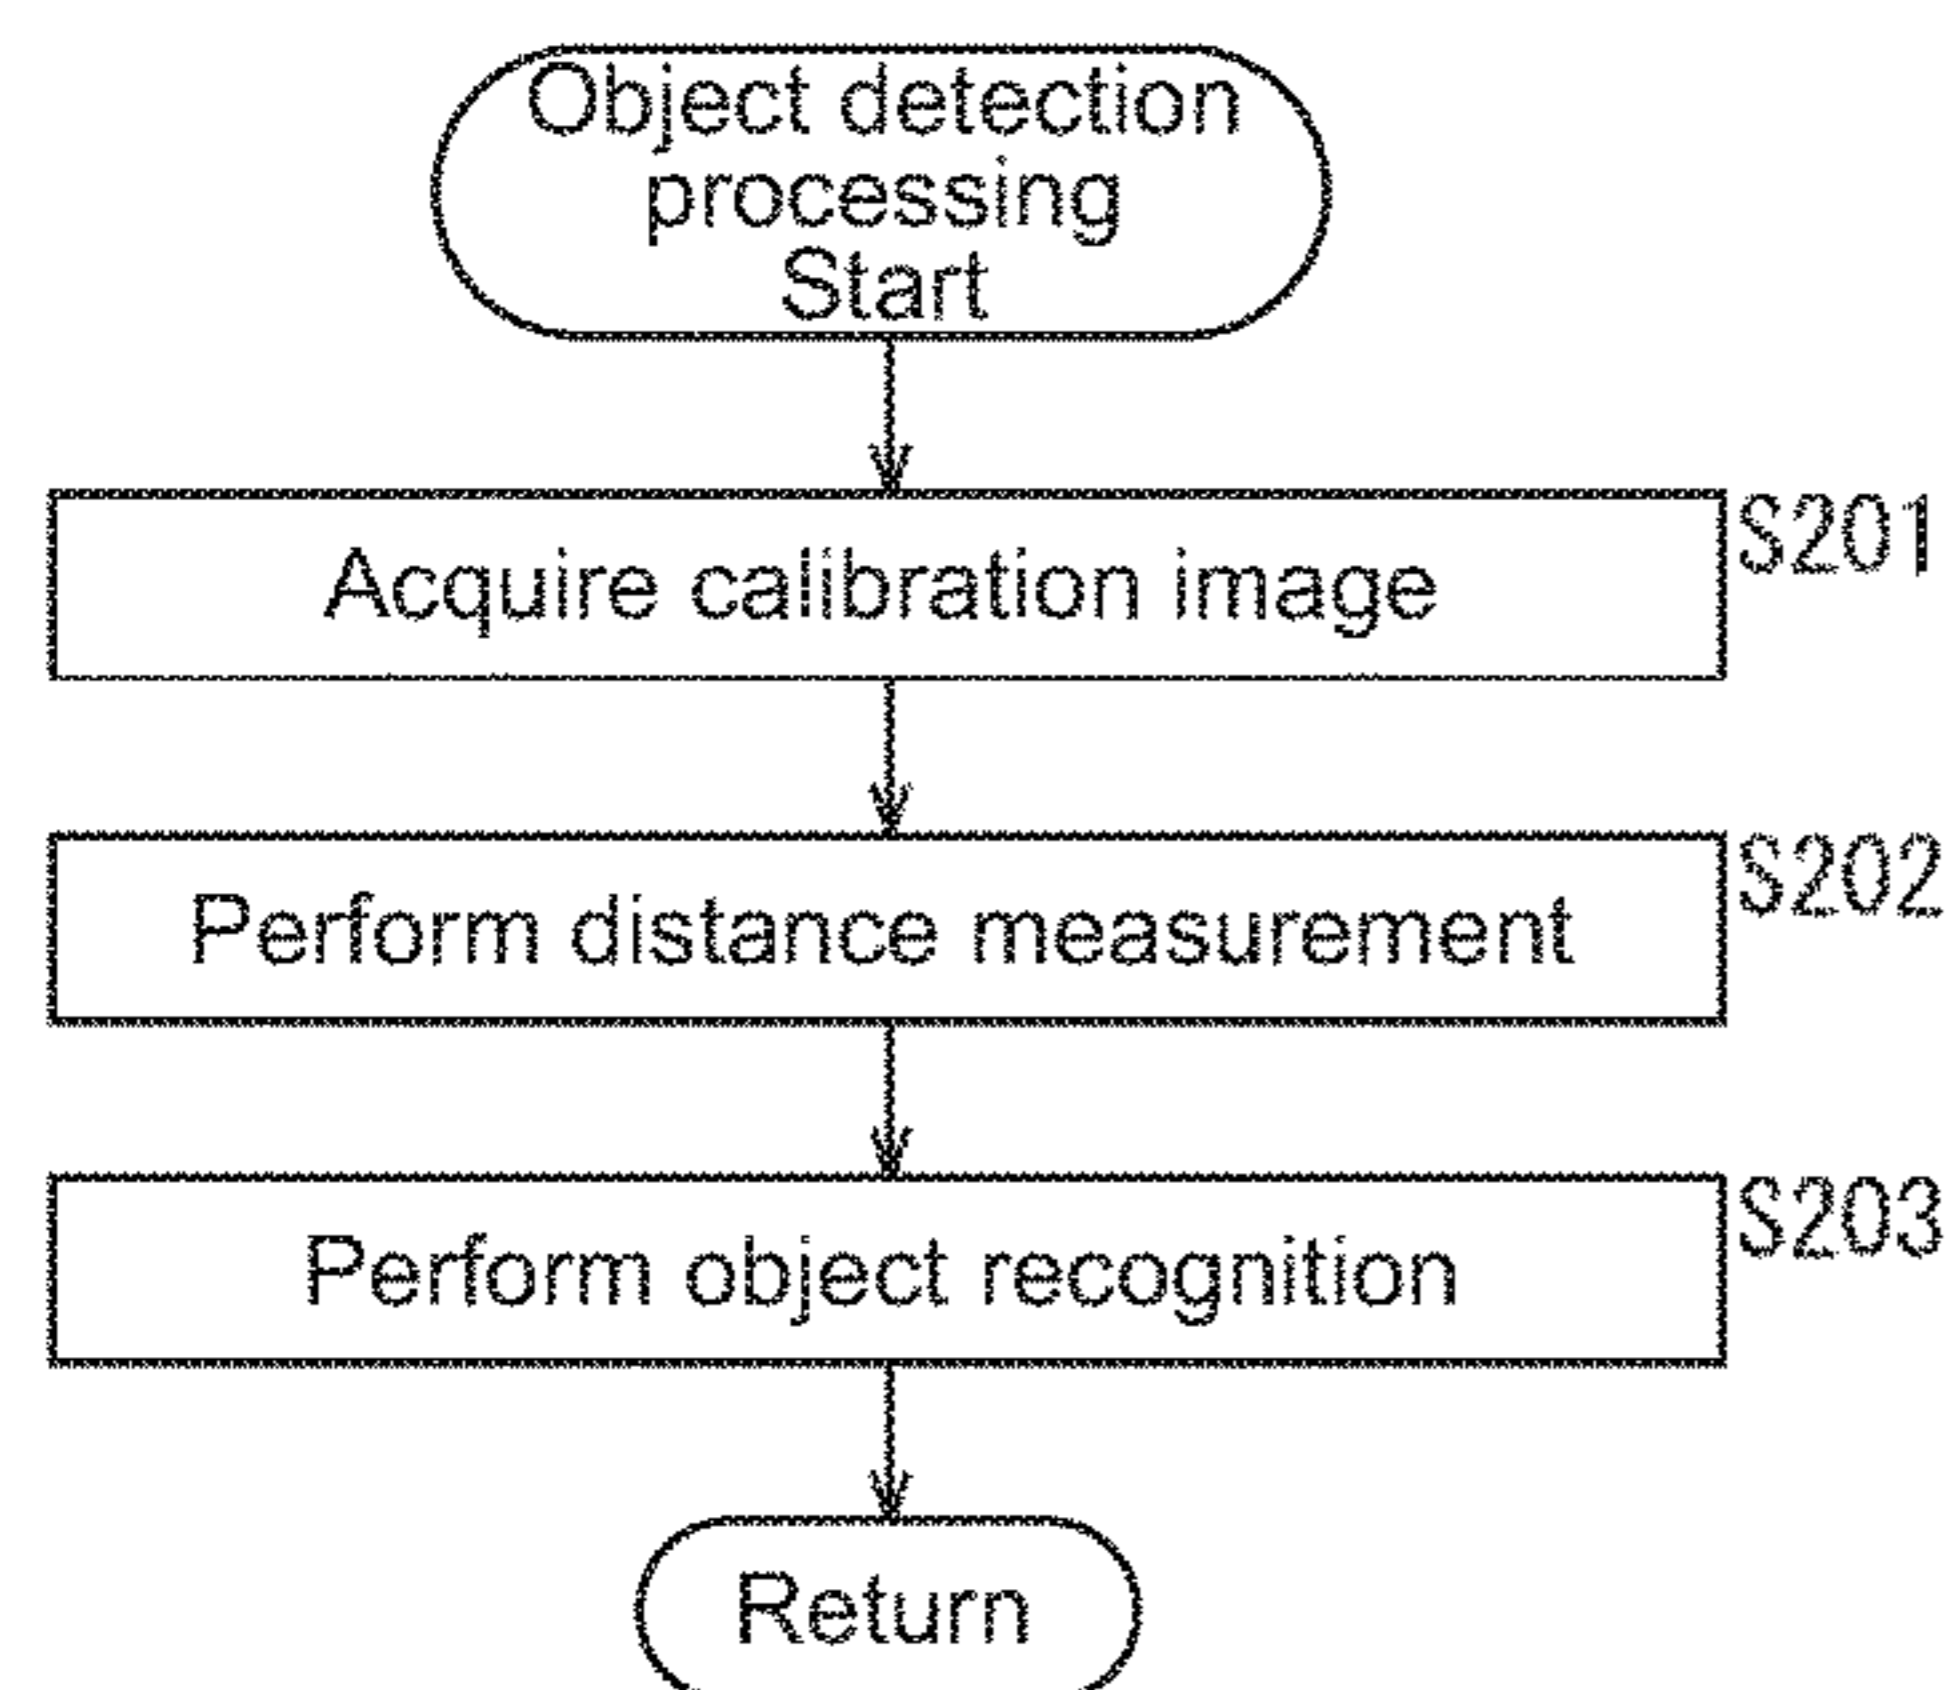 Object detection
processing
Start
Acquire calibration image
S201
Perform distance measurement
S202
Perform object recognition
S203
Return